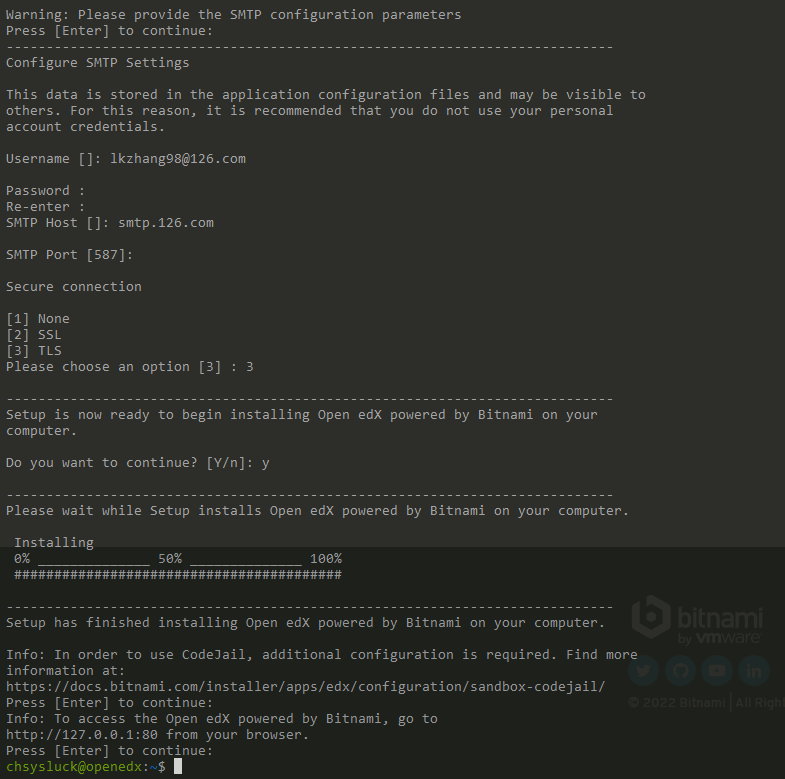 Warning: Please provide the SMTP configuration parameters
Press [Enter] to continue:
----------------------------------------------------------------------------
Configure SMTP Settings
This data is stored in the application configuration files and may be visible to
others. For this reason, it is recommended that you do not use your personal
account credentials.
Username []: lkzhang98@126.com
Password :
Re-enter :
SMTP Host []: smtp.126.com
SMTP Port [587]:
Secure connection
[1] None
[2] SSL
[3] TLS
Please choose an option [3] : 3
----------------------------------------------------------------------------
Setup is now ready to begin installing Open edX powered by Bitnami on your
computer.
Do you want to continue? [Y/n]: y
----------------------------------------------------------------------------
Please wait while Setup installs Open edX powered by Bitnami on your computer.
Installing
0% ______________ 50% ______________ 100%
#########################################
----------------------------------------------------------------------------
Setup has finished installing Open edX powered by Bitnami on your computer.
Info: In order to use CodeJail, additional configuration is required. Find more
information at:
https://docs.bitnami.com/installer/apps/edx/configuration/sandbox-codejail/
Press [Enter] to continue:
Info: To access the Open edX powered by Bitnami, go to
http://127.0.0.1:80 from your browser.
Press [Enter] to continue:
chsysluck@openedx:~$
bitnami
by vmware
© 2022 Bitnami | All Righ